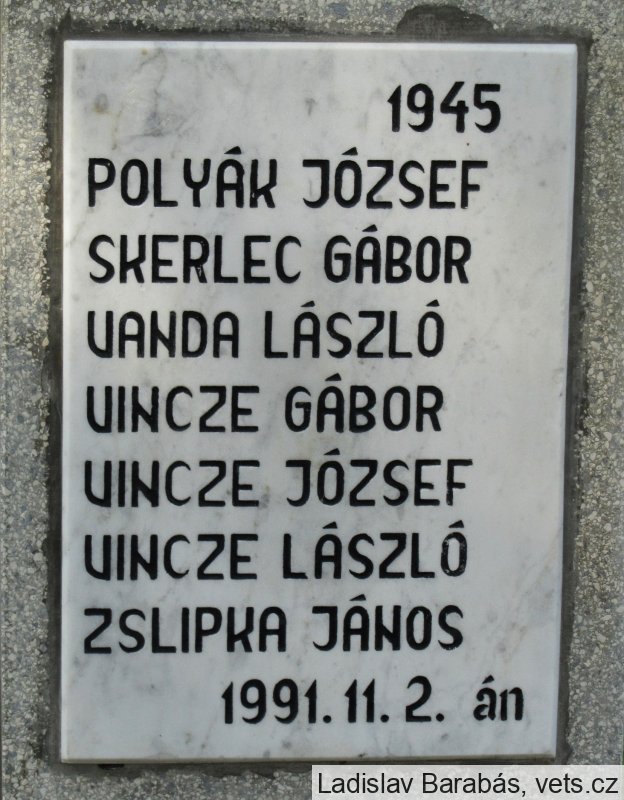 1945
POLYÁK JÓZSEF
SKERLEC GÁBOR
VANDA LÁSZLÓ
VINCZE GÁBOR
VINCZE JÓZSEF
VINCZE LÁSZLÓ
ZSLIPKA JÁNOS
1991.11.2. án
Ladislav Barabás, vets.cz